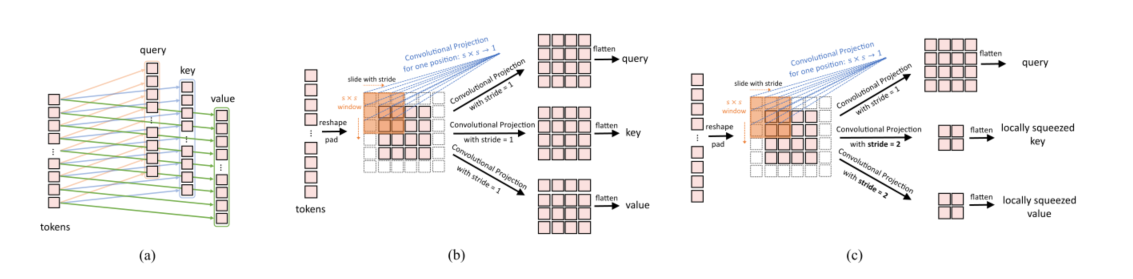 query
key
value
tokens
(a)
Convolutional Projection
for one position: s × s → 1
slide with stride
s × s
window
reshape
pad
tokens
Convolutional Projection
with stride = 1
Convolutional Projection
with stride = 1
Convolutional Projection
with stride = 1
flatten
query
flatten
key
flatten
value
(b)
Convolutional Projection
for one position: s × s → 1
slide with stride
s × s
window
reshape
pad
tokens
Convolutional Projection
with stride = 1
Convolutional Projection
with stride = 2
Convolutional Projection
with stride = 2
flatten
query
flatten
locally squeezed
key
flatten
locally squeezed
value
(c)